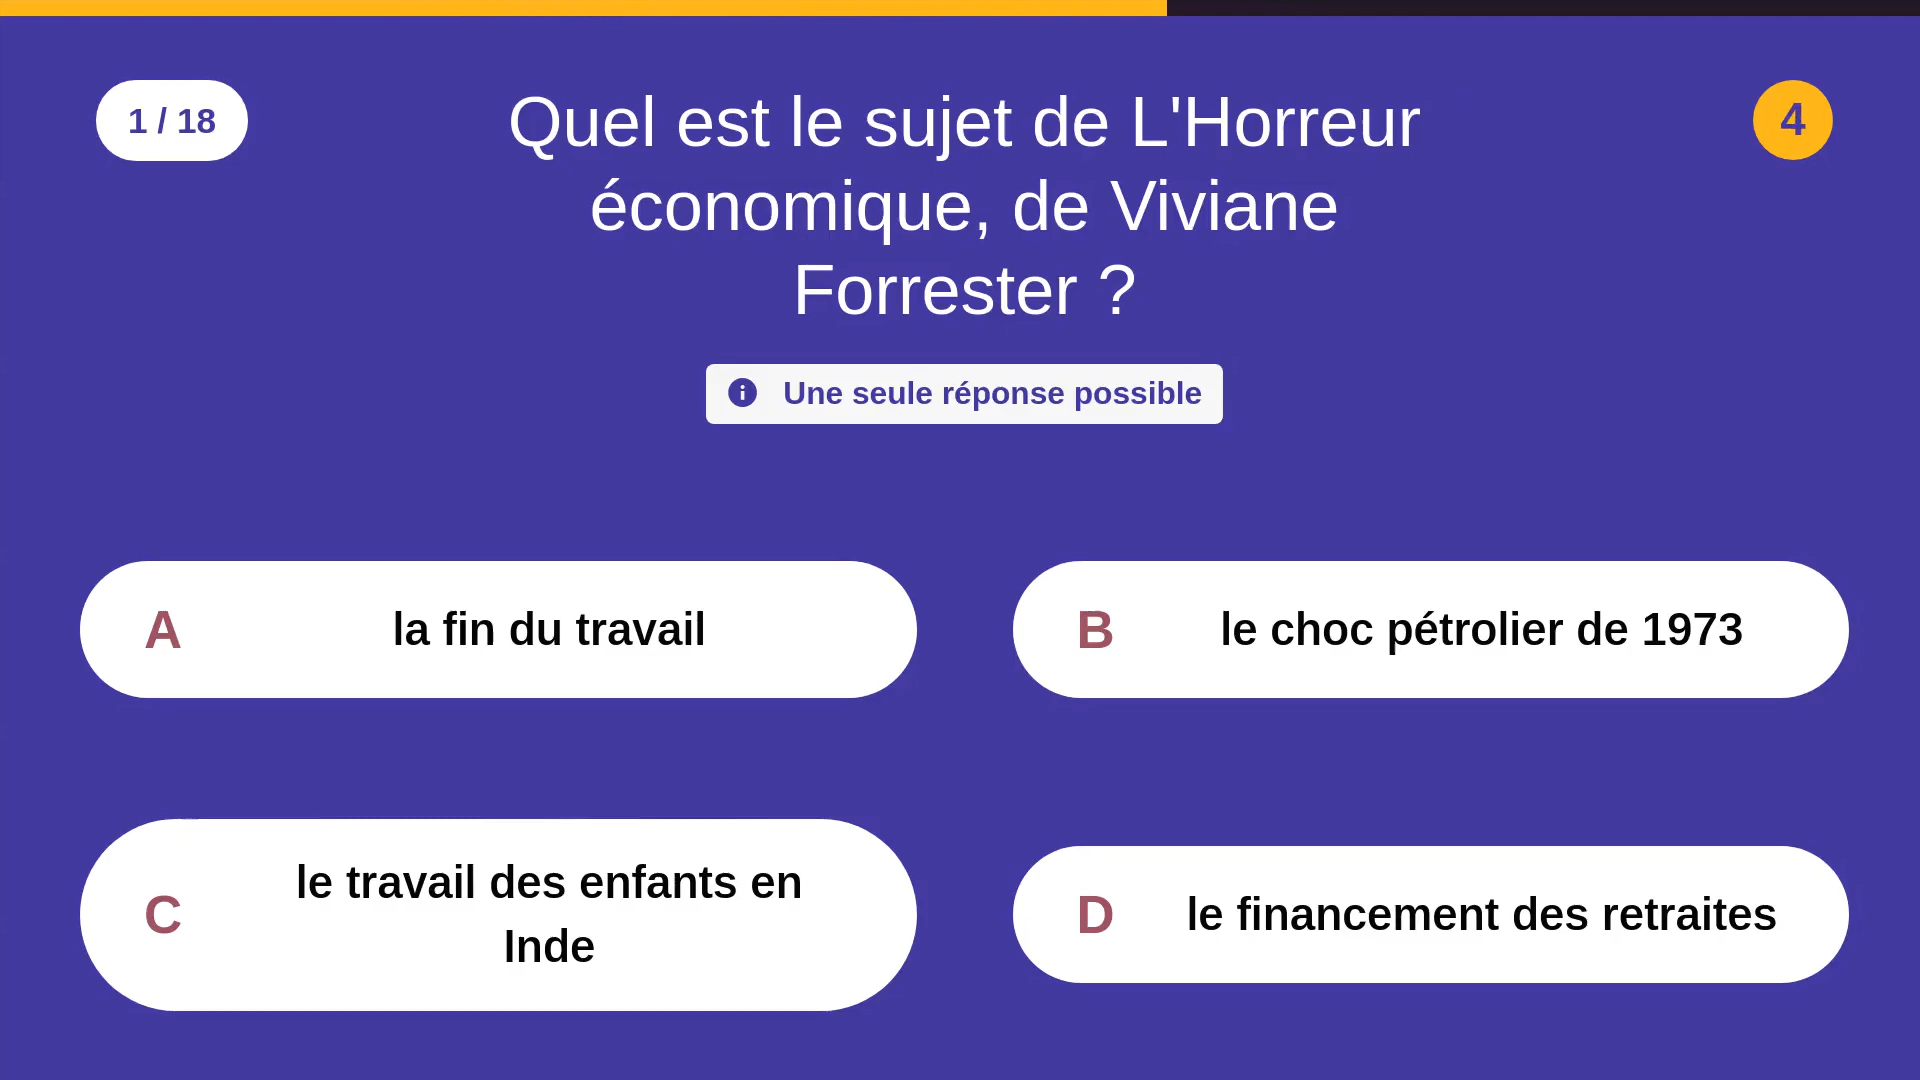 1 / 18
Quel est le sujet de L'Horreur
économique, de Viviane
Forrester ?
4
Une seule réponse possible
A la fin du travail
B le choc pétrolier de 1973
C le travail des enfants en
Inde
D le financement des retraites